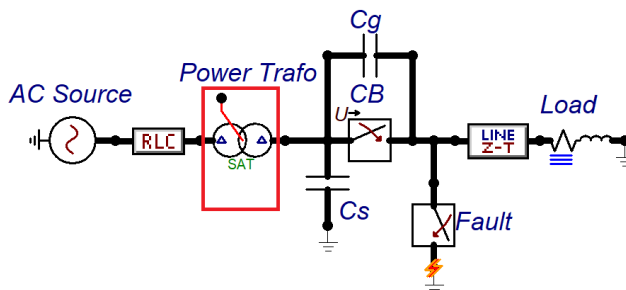 Cg
Power Trafo
CB
AC Source
Load
U
RLC
LINE
Z-T
SAT
Cs
Fault